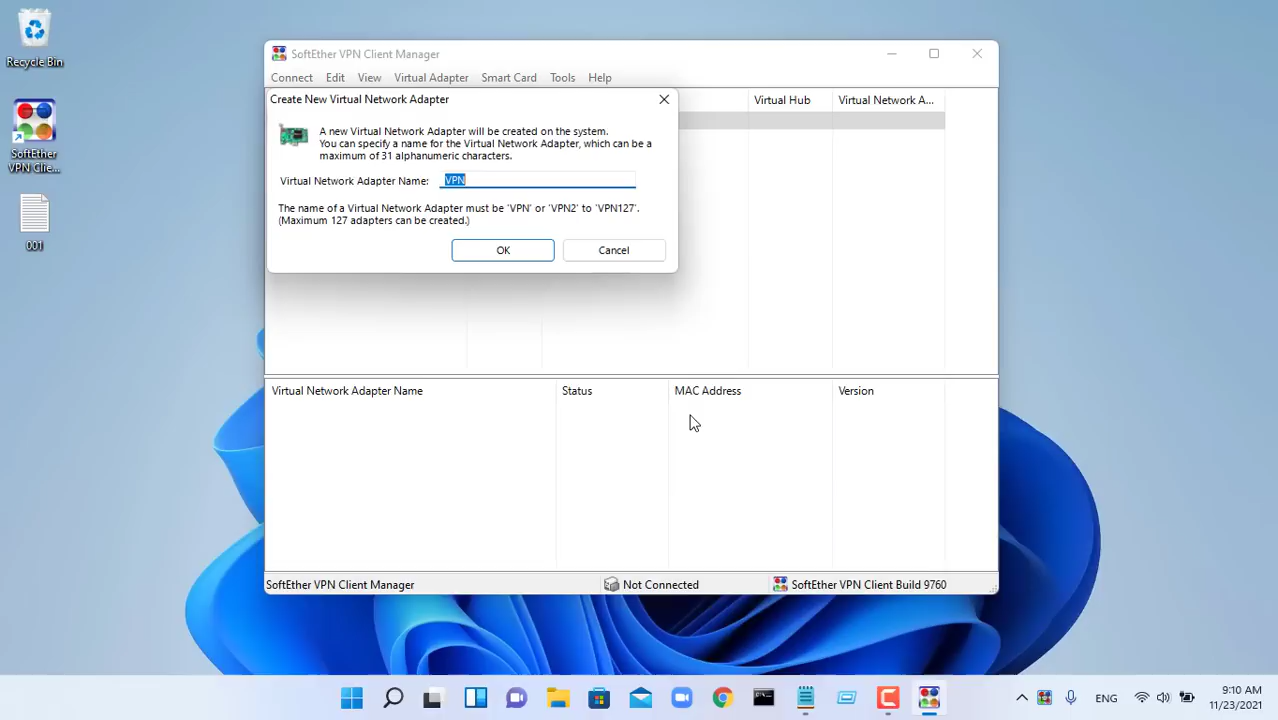 Recycle Bin
SoftEther
VPN Clie...
001
SoftEther VPN Client Manager
Connect Edit View Virtual Adapter Smart Card Tools Help
Create New Virtual Network Adapter
Virtual Hub Virtual Network A...
A new Virtual Network Adapter will be created on the system.
You can specify a name for the Virtual Network Adapter, which can be a
maximum of 31 alphanumeric characters.
Virtual Network Adapter Name: VPN
The name of a Virtual Network Adapter must be 'VPN' or 'VPN2' to 'VPN127'.
(Maximum 127 adapters can be created.)
OK Cancel
Virtual Network Adapter Name Status MAC Address Version
SoftEther VPN Client Manager Not Connected SoftEther VPN Client Build 9760
ENG
9:10 AM
11/23/2021